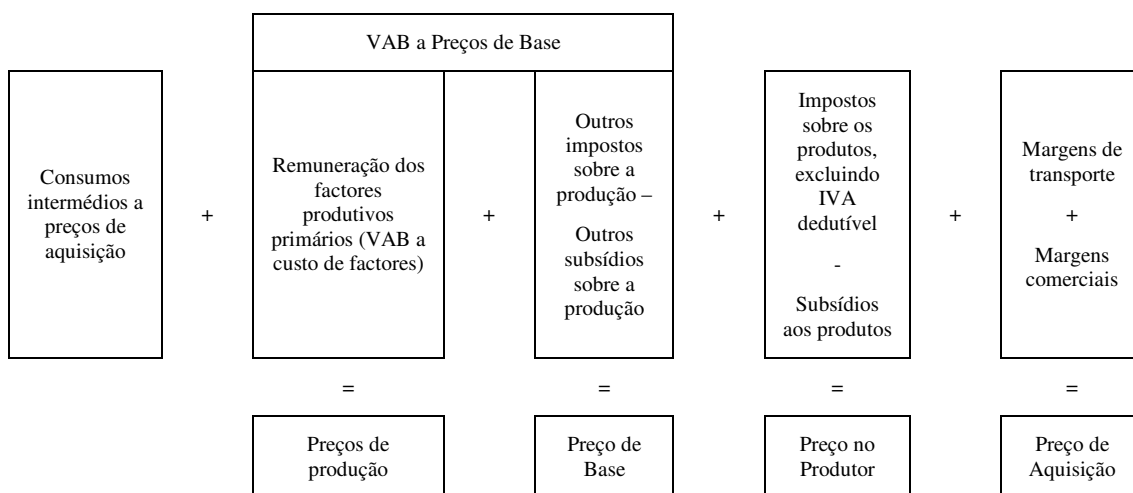 VAB a Preços de Base
Consumos
intermédios a
preços de
aquisição
+
Remuneração dos
factores
produtivos
primários (VAB a
custo de factores)
+
Outros
impostos
sobre a
produção –
Outros
subsídios
sobre a
produção
+
Impostos
sobre os
produtos,
excluindo
IVA
dedutível
-
Subsídios
aos produtos
+
Margens de
transporte
+
Margens
comerciais
=
=
=
=
Preços de
produção
Preço de
Base
Preço no
Produtor
Preço de
Aquisição